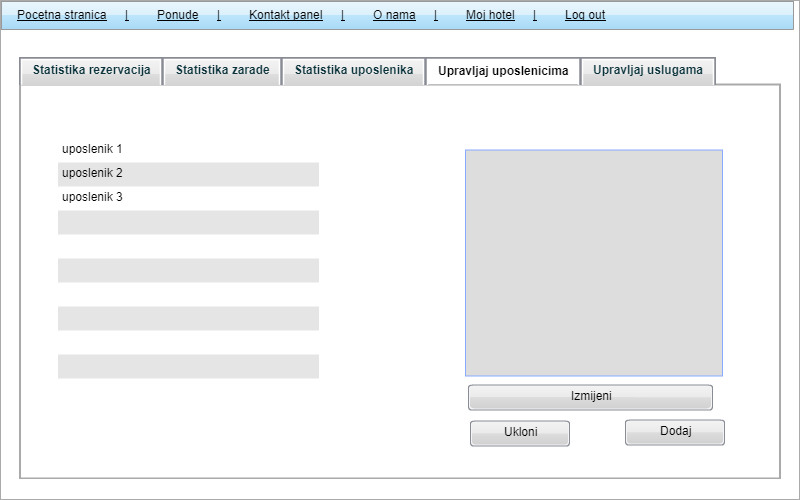 Pocetna stranica | Ponude | Kontakt panel | O nama | Moj hotel | Log out
Statistika rezervacija Statistika zarade Statistika uposlenika Upravljaj uposlenicima Upravljaj uslugama
uposlenik 1
uposlenik 2
uposlenik 3
Izmijeni
Ukloni Dodaj